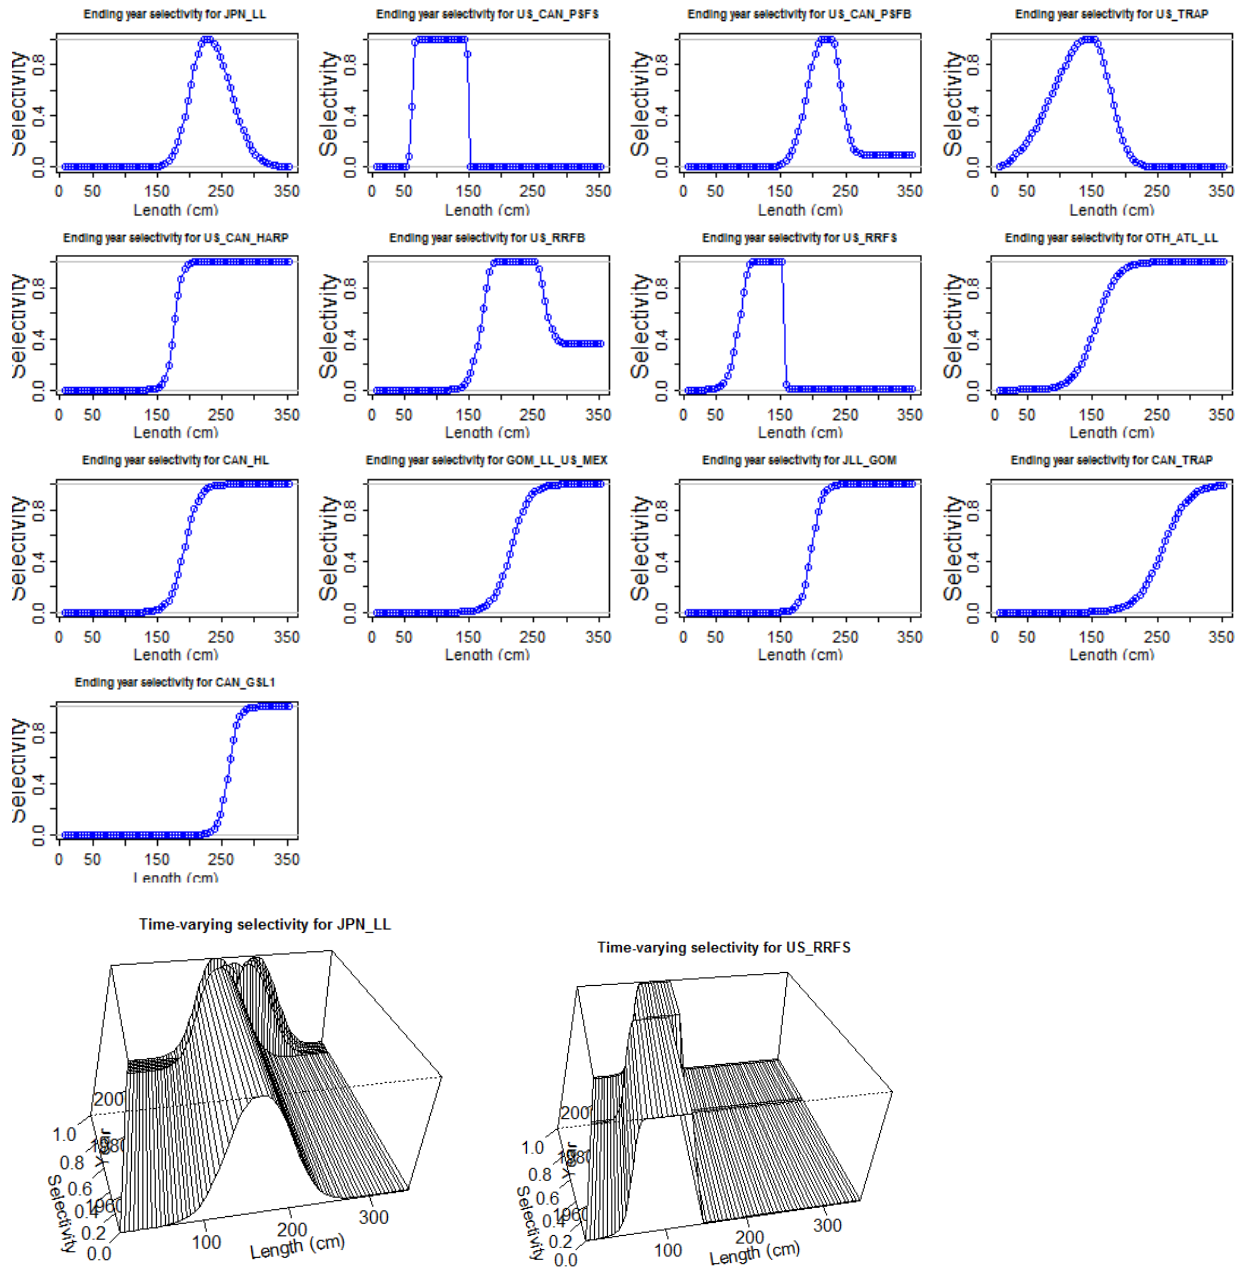 Ending year selectivity for JPN_LL
Selectivity
0.0 0.4 0.8
0 50 150 250 350
Length (cm)
Ending year selectivity for US_CAN_PSFS
Selectivity
0.0 0.4 0.8
0 50 150 250 350
Length (cm)
Ending year selectivity for US_CAN_PSFB
Selectivity
0.0 0.4 0.8
0 50 150 250 350
Length (cm)
Ending year selectivity for US_TRAP
Selectivity
0.0 0.4 0.8
0 50 150 250 350
Length (cm)
Ending year selectivity for US_CAN_HARP
Selectivity
0.0 0.4 0.8
0 50 150 250 350
Length (cm)
Ending year selectivity for US_RRFB
Selectivity
0.0 0.4 0.8
0 50 150 250 350
Length (cm)
Ending year selectivity for US_RRFS
Selectivity
0.0 0.4 0.8
0 50 150 250 350
Length (cm)
Ending year selectivity for OTH_ATL_LL
Selectivity
0.0 0.4 0.8
0 50 150 250 350
Length (cm)
Ending year selectivity for CAN_HL
Selectivity
0.0 0.4 0.8
0 50 150 250 350
Length (cm)
Ending year selectivity for GOM_LL_US_MEX
Selectivity
0.0 0.4 0.8
0 50 150 250 350
Length (cm)
Ending year selectivity for JLL_GOM
Selectivity
0.0 0.4 0.8
0 50 150 250 350
Length (cm)
Ending year selectivity for CAN_TRAP
Selectivity
0.0 0.4 0.8
0 50 150 250 350
Length (cm)
Ending year selectivity for CAN_GSL1
Selectivity
0.0 0.4 0.8
0 50 150 250 350
Length (cm)
Time-varying selectivity for JPN_LL
Selectivity
0.0 0.2 0.4 0.6 0.8 1.0
Year
100 200 300
Length (cm)
Time-varying selectivity for US_RRFS
Selectivity
0.0 0.2 0.4 0.6 0.8 1.0
Year
100 200 300
Length (cm)